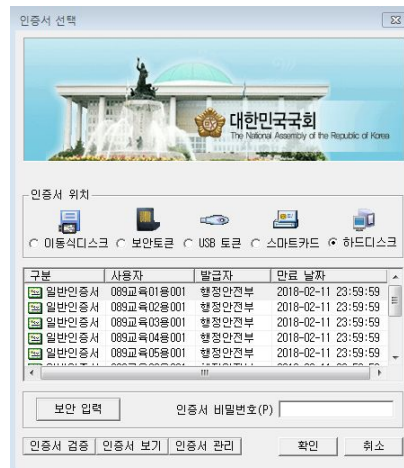 인증서 선택
대한민국국회
The National Assembly of the Republic of Korea
인증서 위치
이동식디스크 보안토큰 USB 토큰 스마트카드 하드디스크
구분 사용자 발급자 만료 날짜
일반인증서 089교육01용001 행정안전부 2018-02-11 23:59:59
일반인증서 089교육02용001 행정안전부 2018-02-11 23:59:59
일반인증서 089교육03용001 행정안전부 2018-02-11 23:59:59
일반인증서 089교육04용001 행정안전부 2018-02-11 23:59:59
일반인증서 089교육05용001 행정안전부 2018-02-11 23:59:59
보안 입력 인증서 비밀번호(P)
인증서 검증 인증서 보기 인증서 관리 확인 취소